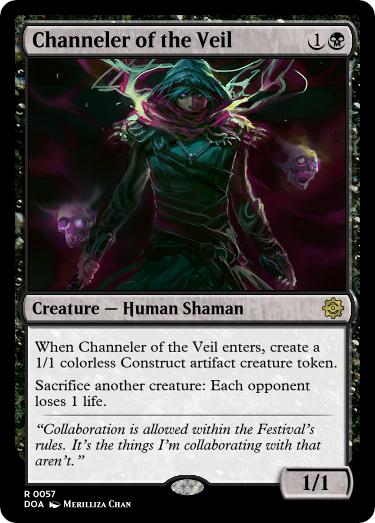 Channeler of the Veil 1
Creature — Human Shaman
When Channeler of the Veil enters, create a
1/1 colorless Construct artifact creature token.
Sacrifice another creature: Each opponent
loses 1 life.
“Collaboration is allowed within the Festival’s
rules. It’s the things I’m collaborating with that
aren’t.”
1/1
R 0057
DOA Merilliza Chan